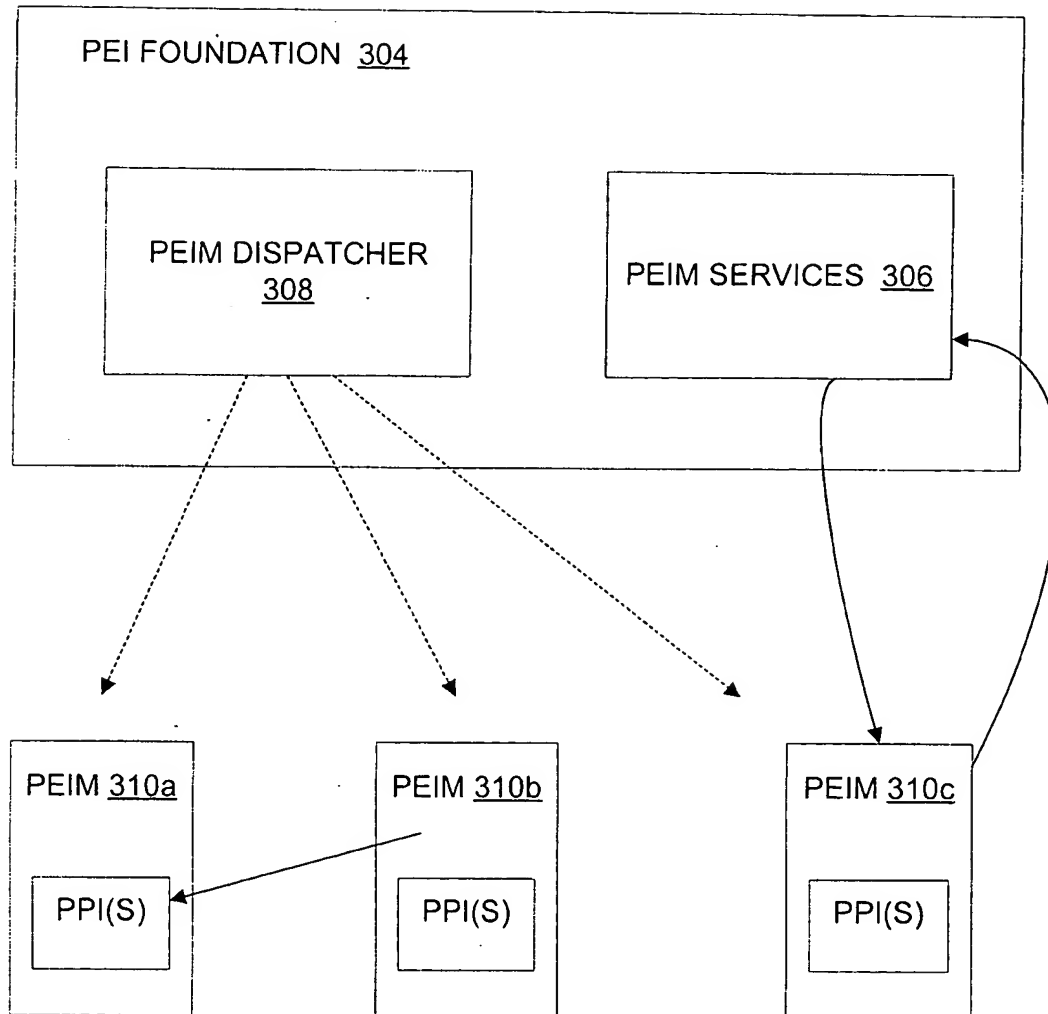 PEI FOUNDATION 304
PEIM DISPATCHER
308
PEIM SERVICES 306
PEIM 310a
PEIM 310b
PEIM 310c
PPI(S)
PPI(S)
PPI(S)